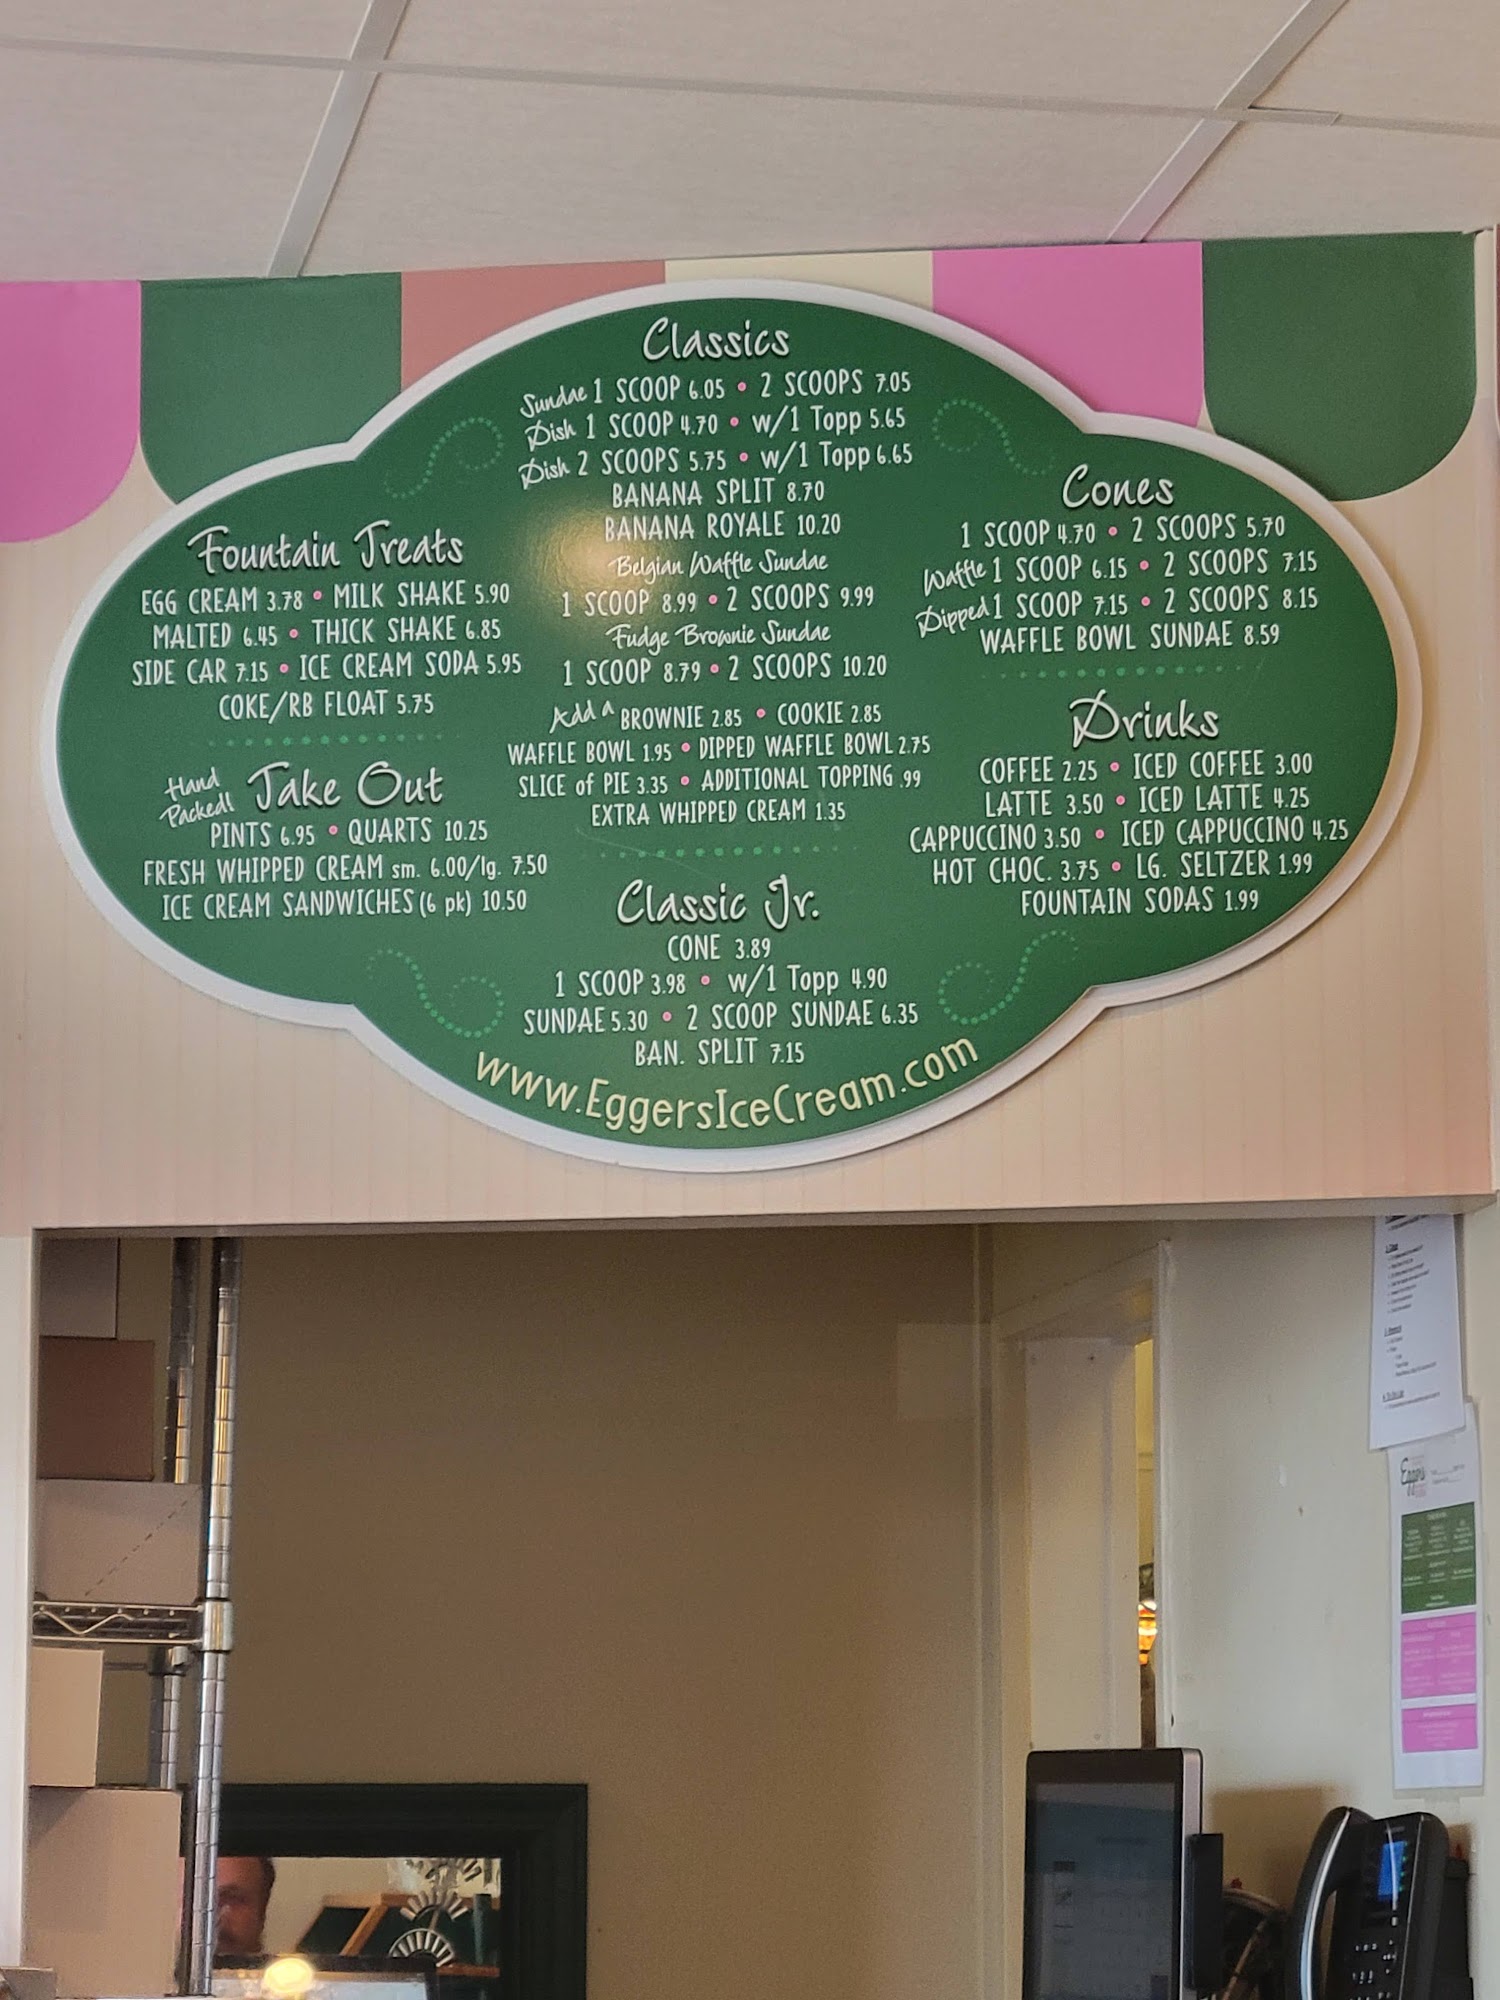 Classics
Sundae 1 SCOOP 6.05 • 2 SCOOPS 7.05
Dish 1 SCOOP 4.70 • w/1 Topp 5.65
Dish 2 SCOOPS 5.75 • w/1 Topp 6.65
BANANA SPLIT 8.70
BANANA ROYALE 10.20
Belgian Waffle Sundae
1 SCOOP 8.99 • 2 SCOOPS 9.99
Fudge Brownie Sundae
1 SCOOP 8.79 • 2 SCOOPS 10.20
Add a BROWNIE 2.85 • COOKIE 2.85
WAFFLE BOWL 1.95 • DIPPED WAFFLE BOWL 2.75
SLICE of PIE 3.35 • ADDITIONAL TOPPING .99
EXTRA WHIPPED CREAM 1.35
Fountain Treats
EGG CREAM 3.78 • MILK SHAKE 5.90
MALTED 6.45 • THICK SHAKE 6.85
SIDE CAR 7.15 • ICE CREAM SODA 5.95
COKE/RB FLOAT 5.75
Hand
Packed! Take Out
PINTS 6.95 • QUARTS 10.25
FRESH WHIPPED CREAM sm. 6.00/lg. 7.50
ICE CREAM SANDWICHES (6 pk) 10.50
Classic Jr.
CONE 3.89
1 SCOOP 3.98 • w/1 Topp 4.90
SUNDAE 5.30 • 2 SCOOP SUNDAE 6.35
BAN. SPLIT 7.15
Cones
1 SCOOP 4.70 • 2 SCOOPS 5.70
Waffle 1 SCOOP 6.15 • 2 SCOOPS 7.15
Dipped 1 SCOOP 7.15 • 2 SCOOPS 8.15
WAFFLE BOWL SUNDAE 8.59
Drinks
COFFEE 2.25 • ICED COFFEE 3.00
LATTE 3.50 • ICED LATTE 4.25
CAPPUCCINO 3.50 • ICED CAPPUCCINO 4.25
HOT CHOC. 3.75 • LG. SELTZER 1.99
FOUNTAIN SODAS 1.99
www.EggersIceCream.com
Eggers